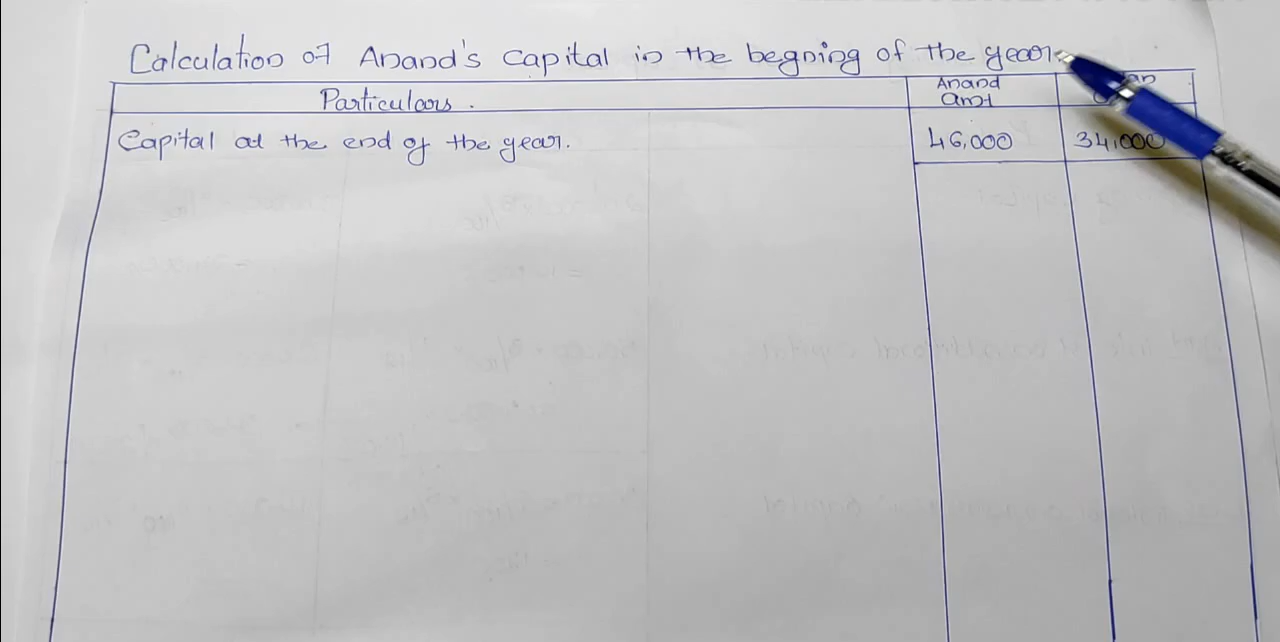 Calculation of Anand's capital in the begning of the year.
Particulars. Anand
Amt
Capital at the end of the year. 46,000 34,000